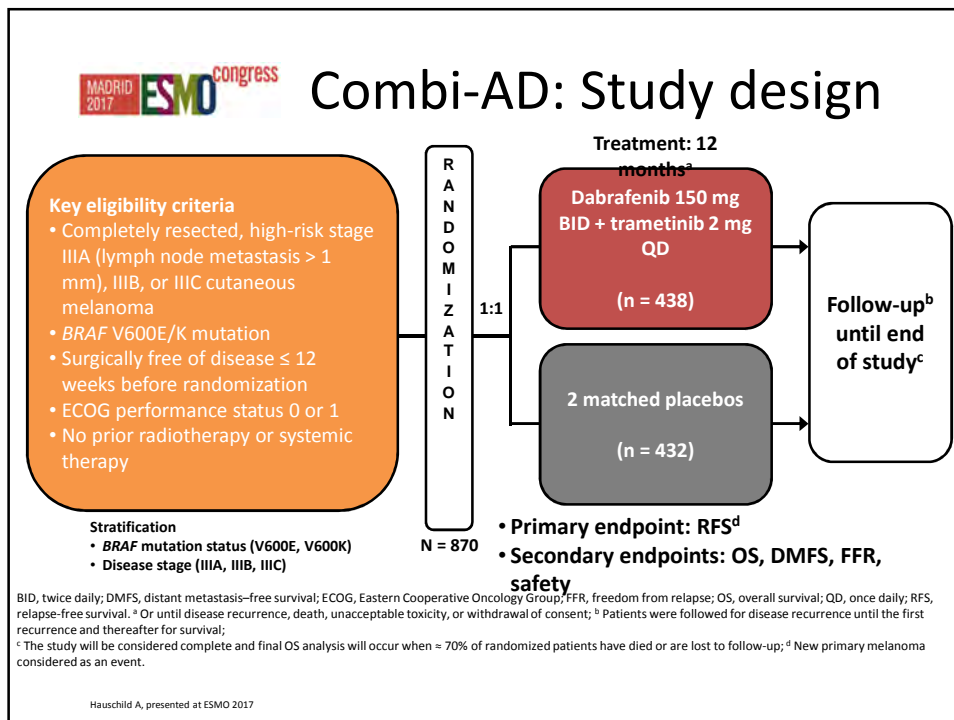 MADRID
2017
ESMO congress
Combi-AD: Study design
Key eligibility criteria
• Completely resected, high-risk stage
IIIA (lymph node metastasis > 1
mm), IIIB, or IIIC cutaneous
melanoma
• BRAF V600E/K mutation
• Surgically free of disease ≤ 12
weeks before randomization
• ECOG performance status 0 or 1
• No prior radiotherapy or systemic
therapy
Stratification
• BRAF mutation status (V600E, V600K)
• Disease stage (IIIA, IIIB, IIIC)
RANDOMIZATION
N = 870
1:1
Treatment: 12
months^a
Dabrafenib 150 mg
BID + trametinib 2 mg
QD
(n = 438)
2 matched placebos
(n = 432)
Follow-up^b
until end
of study^c
• Primary endpoint: RFS^d
• Secondary endpoints: OS, DMFS, FFR,
safety
BID, twice daily; DMFS, distant metastasis–free survival; ECOG, Eastern Cooperative Oncology Group; FFR, freedom from relapse; OS, overall survival; QD, once daily; RFS,
relapse-free survival. ^a Or until disease recurrence, death, unacceptable toxicity, or withdrawal of consent; ^b Patients were followed for disease recurrence until the first
recurrence and thereafter for survival;
^c The study will be considered complete and final OS analysis will occur when ≈ 70% of randomized patients have died or are lost to follow-up; ^d New primary melanoma
considered as an event.
Hauschild A, presented at ESMO 2017